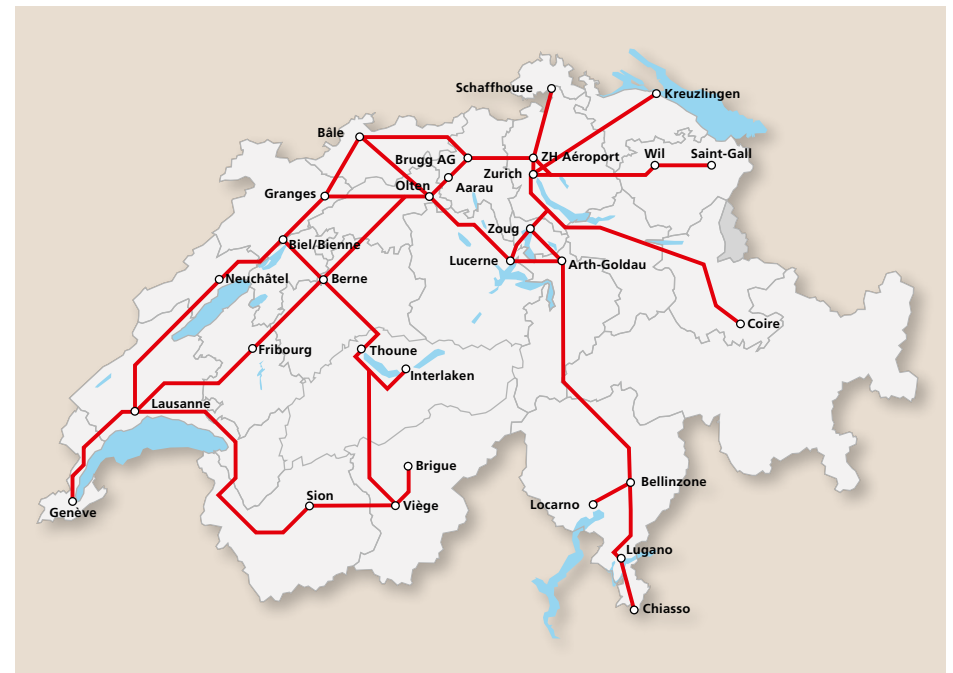 Schaffhouse
Kreuzlingen
Bâle
Brugg AG
ZH Aéroport
Wil
Saint-Gall
Zurich
Aarau
Olten
Granges
Zoug
Biel/Bienne
Lucerne
Arth-Goldau
Neuchâtel
Berne
Coire
Fribourg
Thoune
Interlaken
Lausanne
Brigue
Bellinzone
Sion
Viège
Locarno
Genève
Lugano
Chiasso